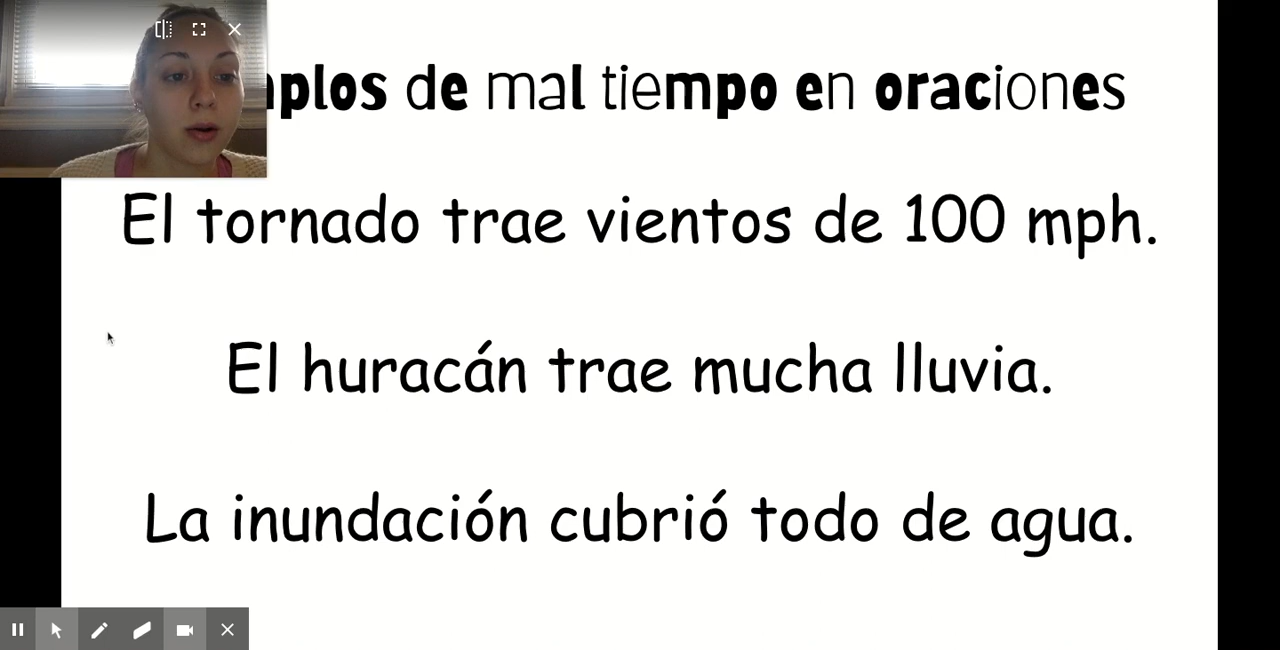 de mal tiempo en oraciones
El tornado trae vientos de 100 mph.
El huracán trae mucha lluvia.
La inundación cubrió todo de agua.